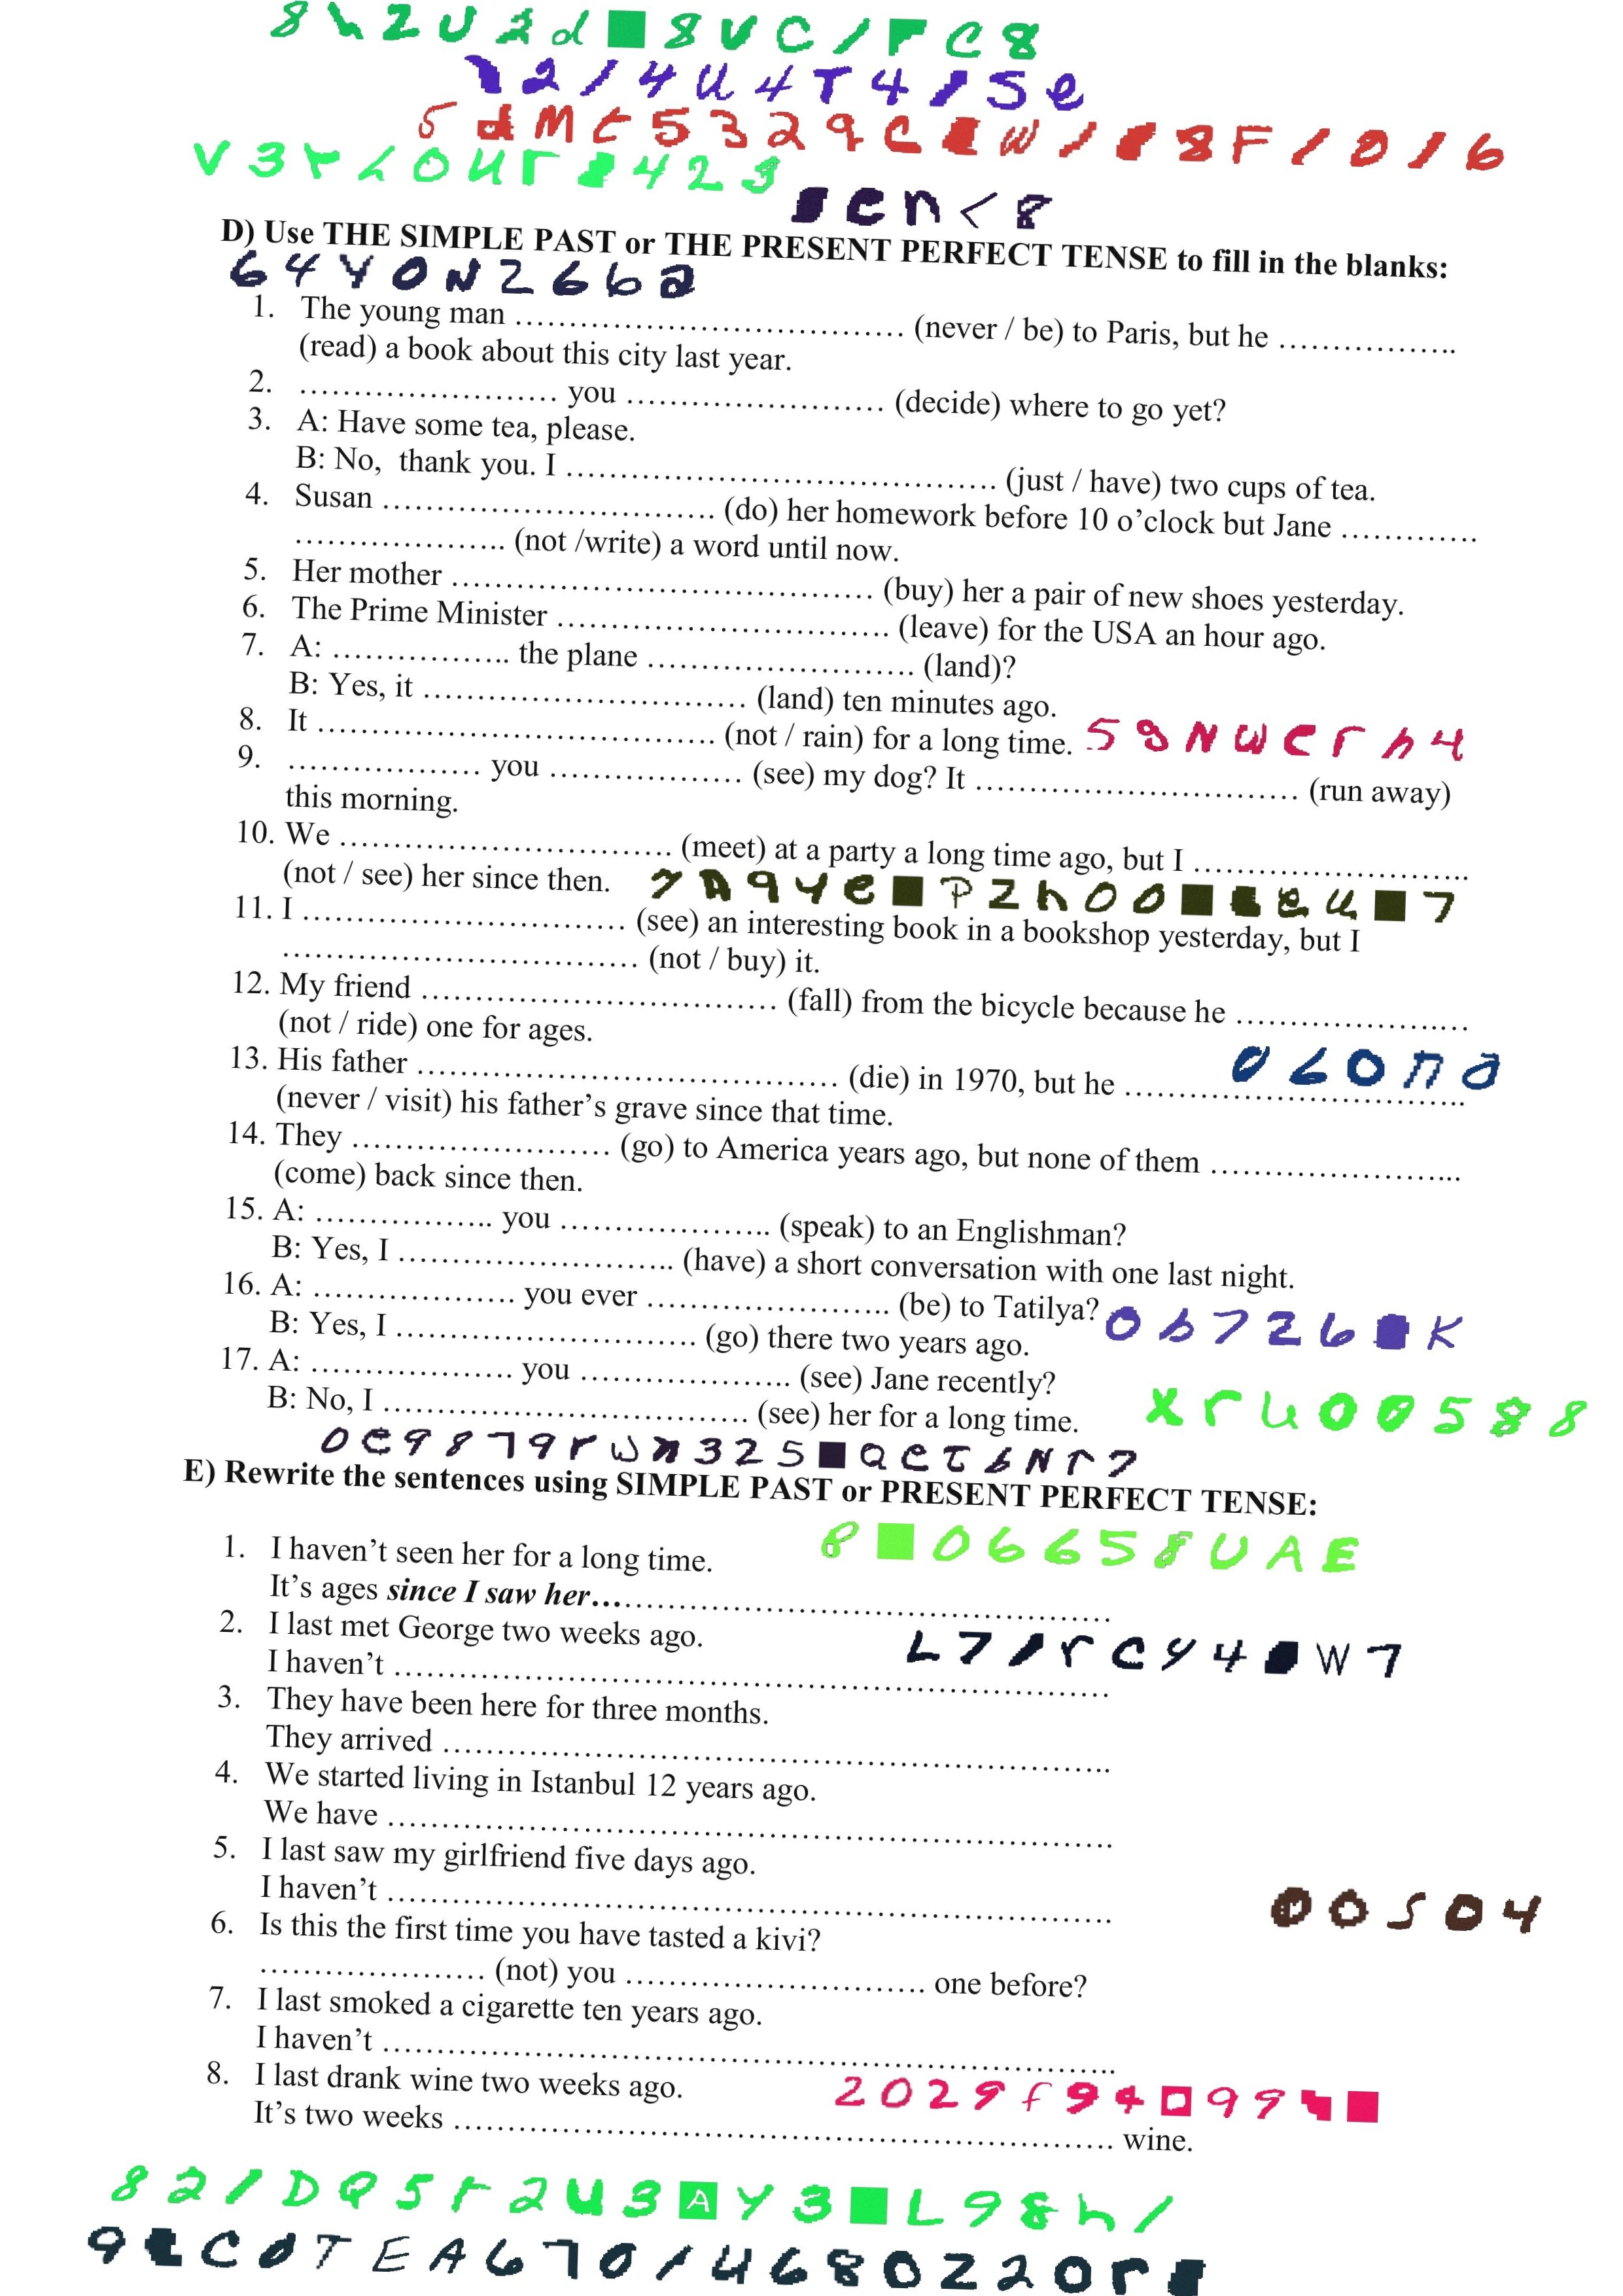 D) Use THE SIMPLE PAST or THE PRESENT PERFECT TENSE to fill in the blanks:
1. The young man ……………………………… (never / be) to Paris, but he ……………..
(read) a book about this city last year.
2. …………………… you …………………… (decide) where to go yet?
3. A: Have some tea, please.
B: No, thank you. I …………………………………. (just / have) two cups of tea.
4. Susan …………………………. (do) her homework before 10 o’clock but Jane ………….
……………….. (not /write) a word until now.
5. Her mother ………………………………… (buy) her a pair of new shoes yesterday.
6. The Prime Minister …………………………. (leave) for the USA an hour ago.
7. A: …………….. the plane ……………………. (land)?
B: Yes, it ………………………… (land) ten minutes ago.
8. It ………………………………. (not / rain) for a long time.
9. ……………… you ……………… (see) my dog? It ………………………… (run away)
this morning.
10. We …………………………. (meet) at a party a long time ago, but I ……………………..
(not / see) her since then.
11. I ………………………… (see) an interesting book in a bookshop yesterday, but I
…………………………… (not / buy) it.
12. My friend …………………………… (fall) from the bicycle because he …………………
(not / ride) one for ages.
13. His father ………………………………… (die) in 1970, but he …………………………..
(never / visit) his father’s grave since that time.
14. They …………………… (go) to America years ago, but none of them …………………...
(come) back since then.
15. A: …………….. you ……………….. (speak) to an Englishman?
B: Yes, I …………………….. (have) a short conversation with one last night.
16. A: ………………. you ever ………………….. (be) to Tatilya?
B: Yes, I ………………………. (go) there two years ago.
17. A: ………………. you ……………….. (see) Jane recently?
B: No, I ……………………………. (see) her for a long time.
E) Rewrite the sentences using SIMPLE PAST or PRESENT PERFECT TENSE:
1. I haven’t seen her for a long time.
It’s ages since I saw her…………………………………………
2. I last met George two weeks ago.
I haven’t …………………………………………………………
3. They have been here for three months.
They arrived ……………………………………………………..
4. We started living in Istanbul 12 years ago.
We have ………………………………………………………….
5. I last saw my girlfriend five days ago.
I haven’t ………………………………………………………….
6. Is this the first time you have tasted a kivi?
………………… (not) you ………………………. one before?
7. I last smoked a cigarette ten years ago.
I haven’t …………………………………………………………..
8. I last drank wine two weeks ago.
It’s two weeks ……………………………………………………. wine.